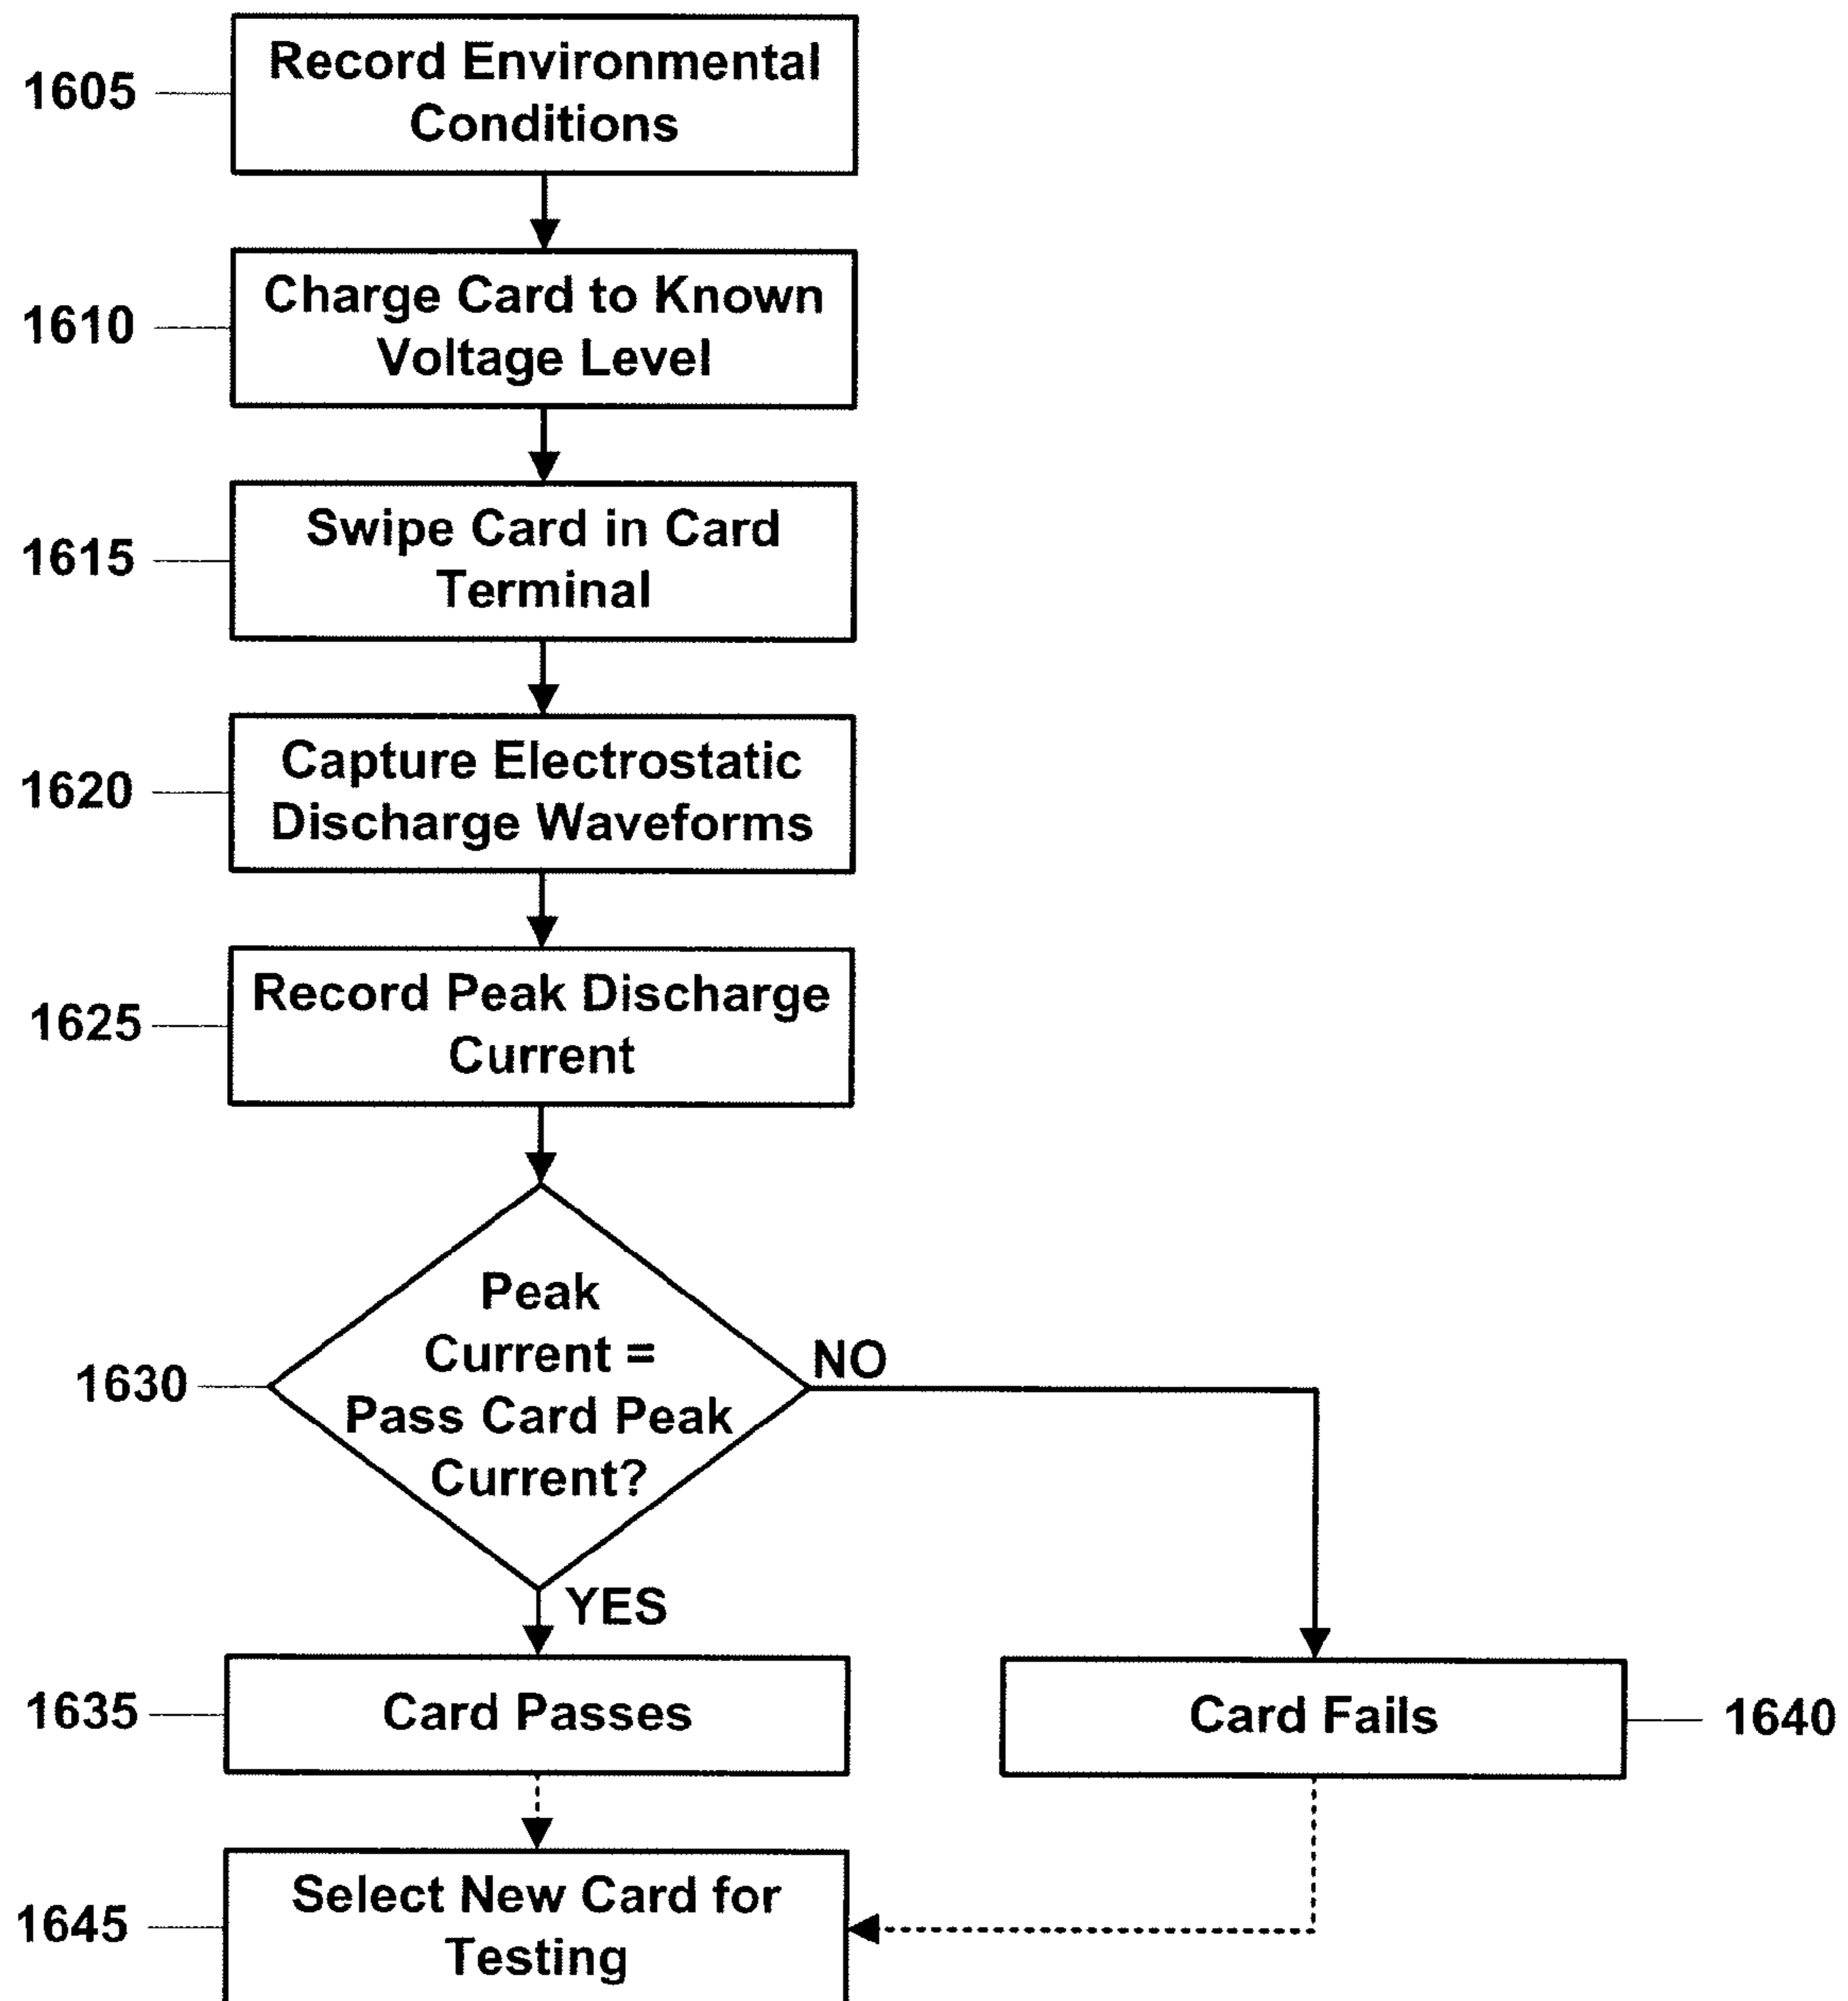 1605
Record Environmental
Conditions
1610
Charge Card to Known
Voltage Level
1615
Swipe Card in Card
Terminal
1620
Capture Electrostatic
Discharge Waveforms
1625
Record Peak Discharge
Current
1630
Peak
Current =
Pass Card Peak
Current?
NO
YES
1635
Card Passes
Card Fails
1640
1645
Select New Card for
Testing